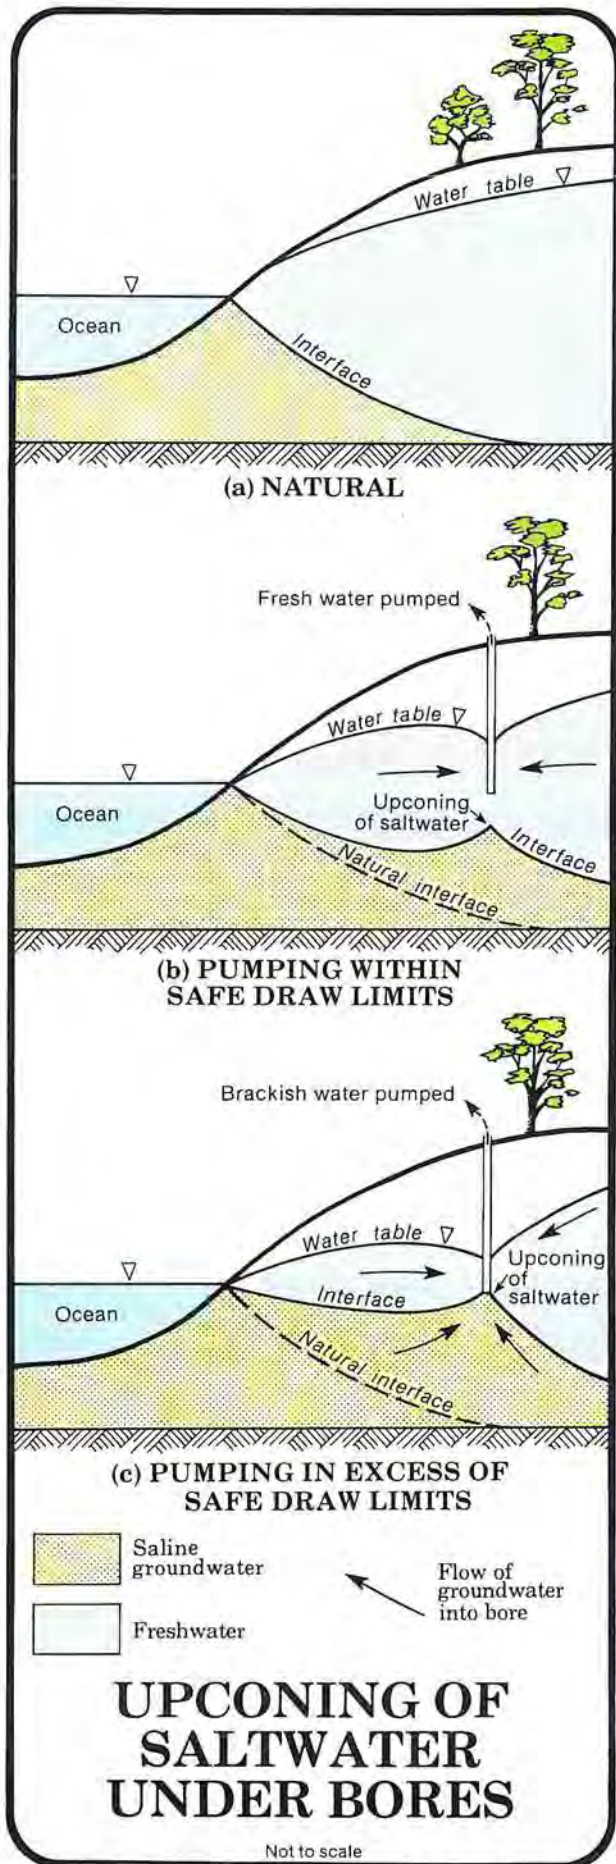 Water table
Ocean
Interface
(a) NATURAL
Fresh water pumped
Water table
Ocean
Upconing
of saltwater
Interface
Natural interface
(b) PUMPING WITHIN
SAFE DRAW LIMITS
Brackish water pumped
Water table
Upconing
of
saltwater
Interface
Ocean
Natural interface
(c) PUMPING IN EXCESS OF
SAFE DRAW LIMITS
Saline
groundwater
Flow of
groundwater
into bore
Freshwater
UPCONING OF
SALTWATER
UNDER BORES
Not to scale